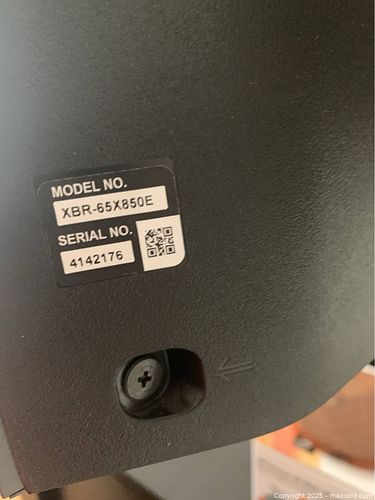 MODEL NO.
XBR-65X850E
SERIAL NO.
4142176
Copyright 2025 - maxsold.com